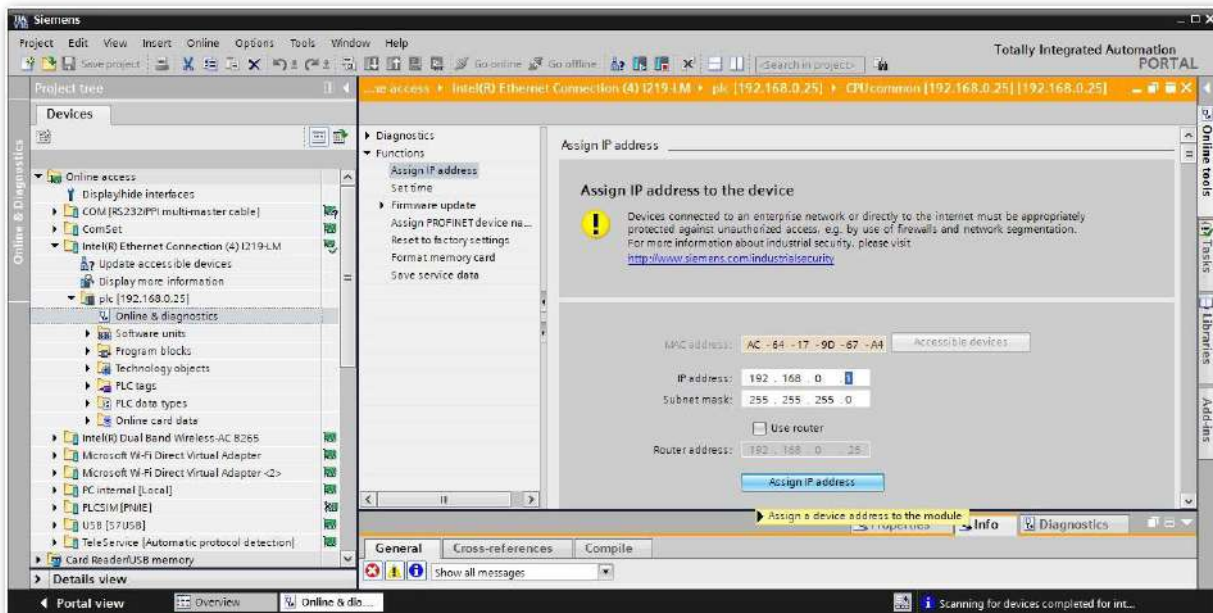 Siemens
Project Edit View Insert Online Options Tools Window Help
Totally Integrated Automation
PORTAL
Save project
Go online
Go offline
<Search in project>
Project tree
...ne access ▸ Intel(R) Ethernet Connection (4) I219-LM ▸ plc [192.168.0.25] ▸ CPUcommon [192.168.0.25] [192.168.0.25]
Devices
Online & Diagnostics
Online access
Display/hide interfaces
COM [RS232/PPI multi-master cable]
ComSet
Intel(R) Ethernet Connection (4) I219-LM
Update accessible devices
Display more information
plc [192.168.0.25]
Online & diagnostics
Software units
Program blocks
Technology objects
PLC tags
PLC data types
Online card data
Intel(R) Dual Band Wireless-AC 8265
Microsoft Wi-Fi Direct Virtual Adapter
Microsoft Wi-Fi Direct Virtual Adapter <2>
PC internal [Local]
PLCSIM [PN/IE]
USB [S7USB]
TeleService [Automatic protocol detection]
Card Reader/USB memory
Details view
Diagnostics
Functions
Assign IP address
Set time
Firmware update
Assign PROFINET device na...
Reset to factory settings
Format memory card
Save service data
Assign IP address
Assign IP address to the device
Devices connected to an enterprise network or directly to the internet must be appropriately
protected against unauthorized access, e.g. by use of firewalls and network segmentation.
For more information about industrial security, please visit
http://www.siemens.com/industrialsecurity
MAC address: AC -64 -17 -9D -67 -A4 Accessible devices
IP address: 192 . 168 . 0 . 1
Subnet mask: 255 . 255 . 255 . 0
Use router
Router address: 192 . 168 . 0 . 25
Assign IP address
Assign a device address to the module
Properties Info Diagnostics
General Cross-references Compile
Show all messages
Online tools
Tasks
Libraries
Add-ins
Portal view Overview Online & dia... Scanning for devices completed for int...